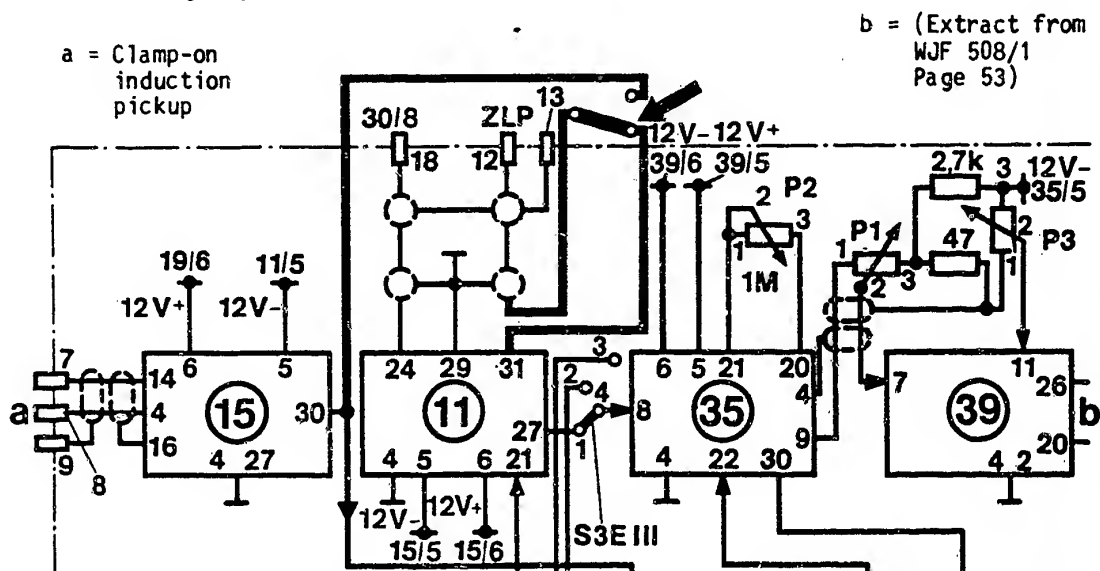 a = Clamp-on
induction
pickup
b = (Extract from
WJF 508/1
Page 53)
30/8
18
ZLP
12
13
12V- 12V+
39/6 39/5
2 P2
1 3
1M
2,7k 3 12V-
35/5
P1
1 3
2
47
2
1 P3
19/6 11/5
12V+ 12V-
7
a
8
9
14 6 5
4 15 30
16
4 27
24 29 31
11
27
4 5 6 21
12V- 12V+
15/5 15/6
3
2
4
1
S3E III
6 5 21 20
8 35 4
9
4 22 30
11
7 39 26
b
20
4 2